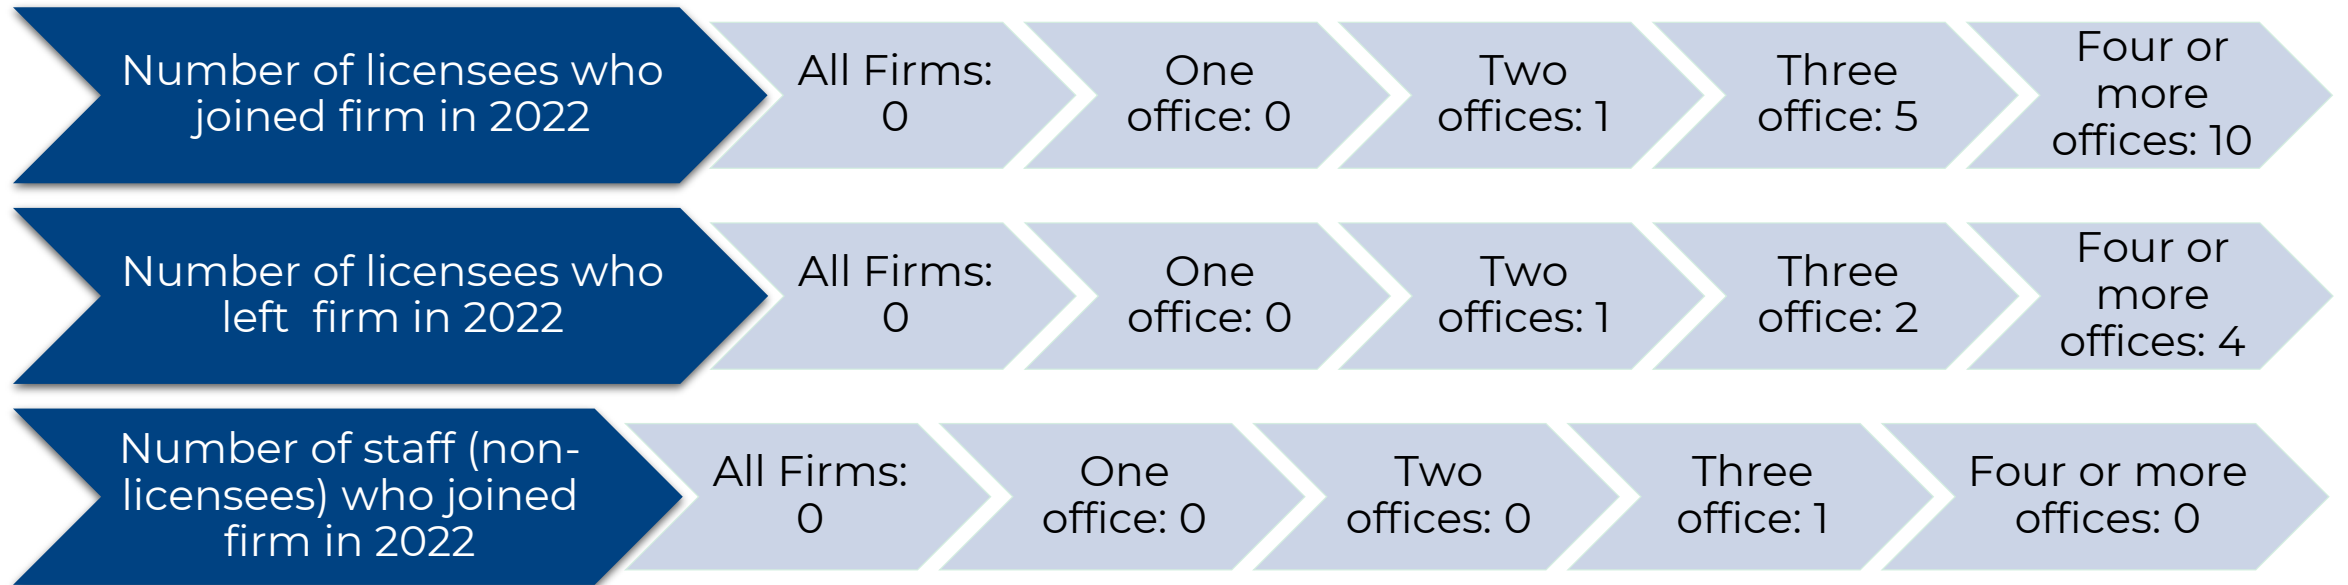 Number of licensees who
joined firm in 2022
All Firms:
0
One
office: 0
Two
offices: 1
Three
office: 5
Four or
more
offices: 10
Number of licensees who
left  firm in 2022
All Firms:
0
One
office: 0
Two
offices: 1
Three
office: 2
Four or
more
offices: 4
Number of staff (non-
licensees) who joined
firm in 2022
All Firms:
0
One
office: 0
Two
offices: 0
Three
office: 1
Four or more
offices: 0